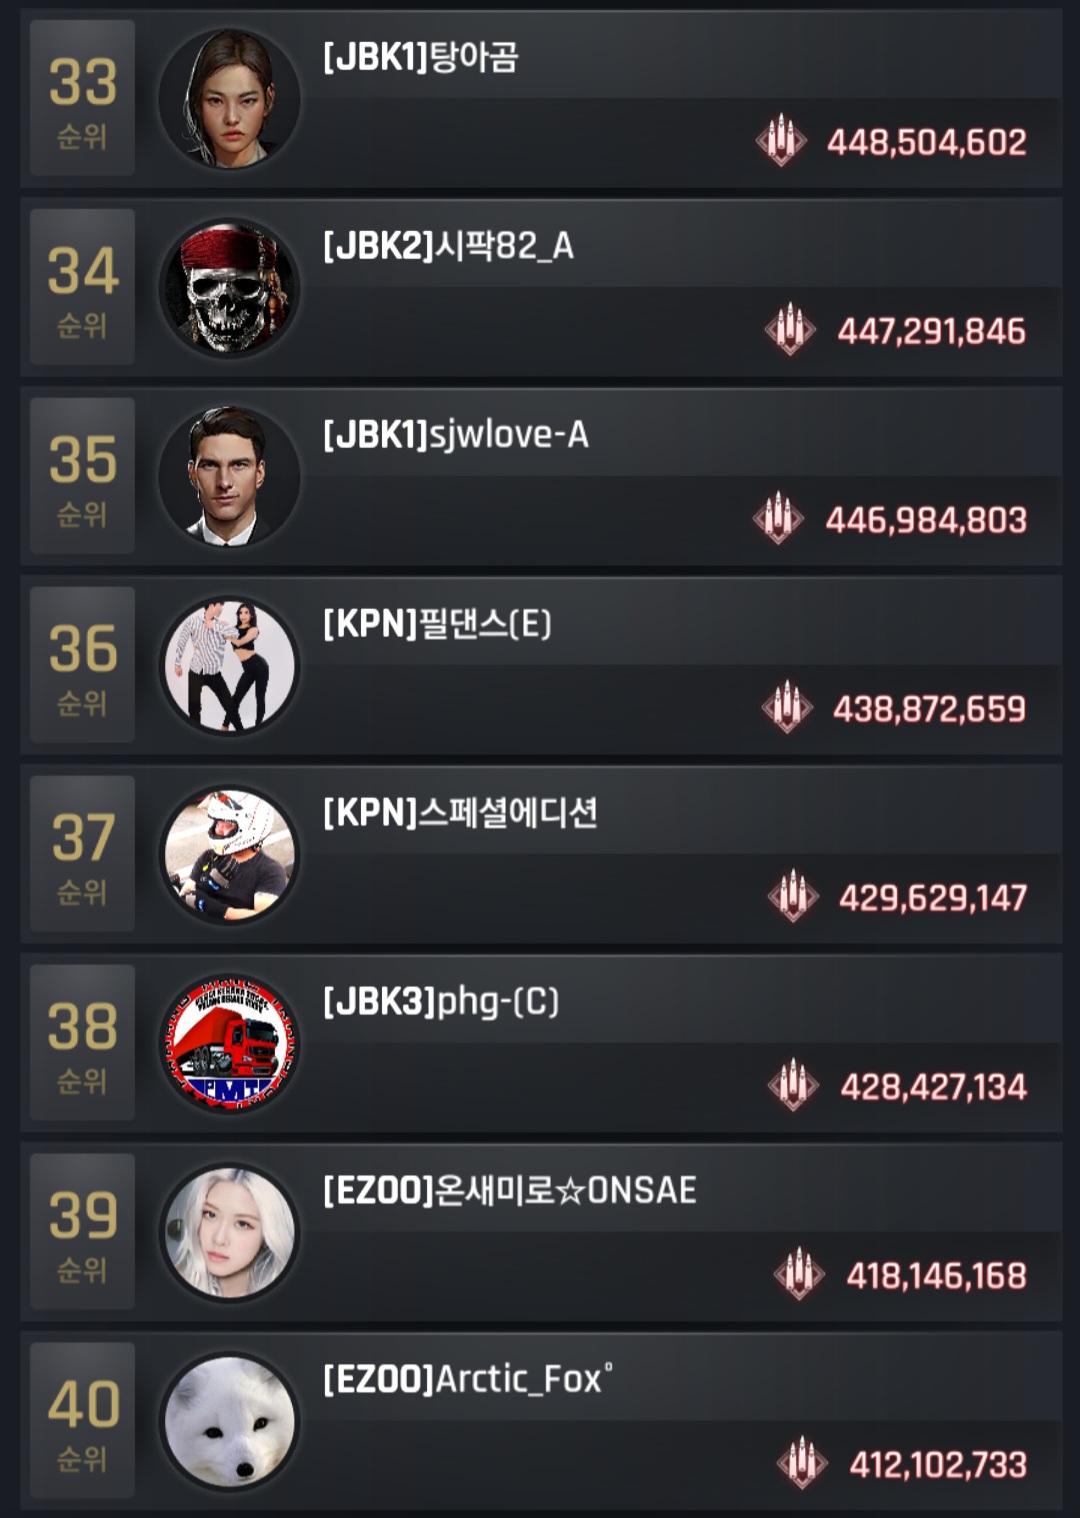 33
순위
[JBK1]탕아곰
448,504,602
34
순위
[JBK2]시팍82_A
447,291,846
35
순위
[JBK1]sjwlove-A
446,984,803
36
순위
[KPN]필댄스(E)
438,872,659
37
순위
[KPN]스페셜에디션
429,629,147
38
순위
[JBK3]phg-(C)
428,427,134
PMT
39
순위
[EZOO]온새미로☆ONSAE
418,146,168
40
순위
[EZOO]Arctic_Fox°
412,102,733